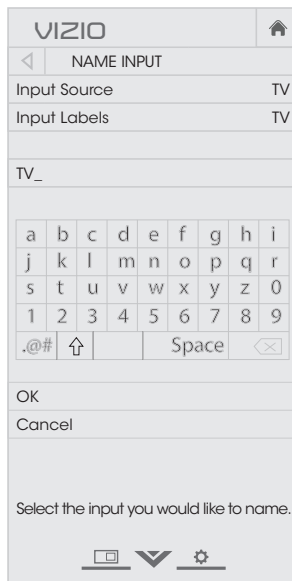 VIZIO
NAME INPUT
Input Source TV
Input Labels TV
TV_
a b c d e f g h i
j k l m n o p q r
s t u v w x y z 0
1 2 3 4 5 6 7 8 9
.@# Space
OK
Cancel
Select the input you would like to name.